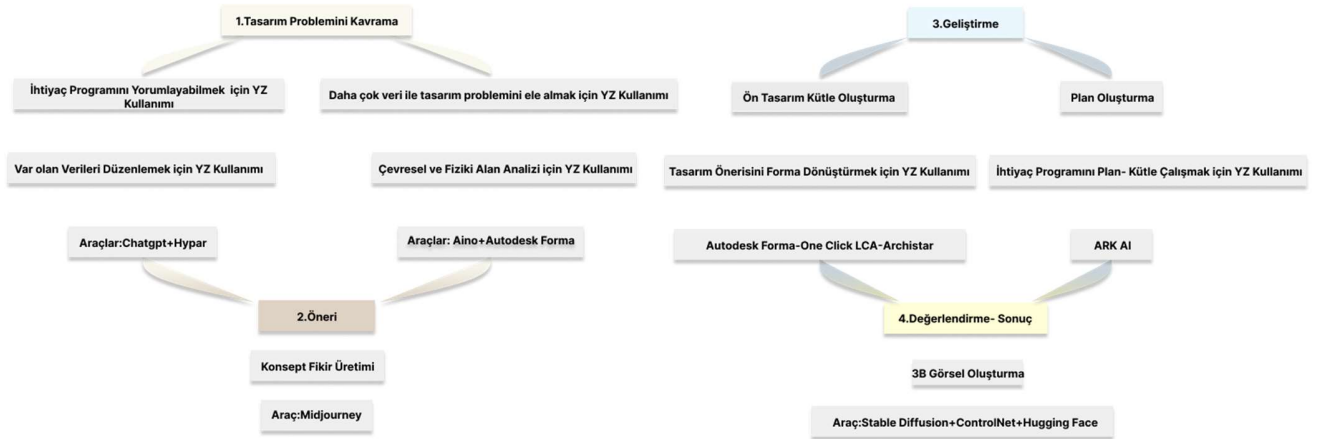 1.Tasarım Problemini Kavrama
İhtiyaç Programını Yorumlayabilmek için YZ
Kullanımı
Daha çok veri ile tasarım problemini ele almak için YZ Kullanımı
Var olan Verileri Düzenlemek için YZ Kullanımı
Çevresel ve Fiziki Alan Analizi için YZ Kullanımı
Araçlar:Chatgpt+Hypar
Araçlar: Aino+Autodesk Forma
2.Öneri
Konsept Fikir Üretimi
Araç:Midjourney
3.Geliştirme
Ön Tasarım Kütle Oluşturma
Plan Oluşturma
Tasarım Önerisini Forma Dönüştürmek için YZ Kullanımı
İhtiyaç Programını Plan- Kütle Çalışmak için YZ Kullanımı
Autodesk Forma-One Click LCA-Archistar
ARK AI
4.Değerlendirme- Sonuç
3B Görsel Oluşturma
Araç:Stable Diffusion+ControlNet+Hugging Face